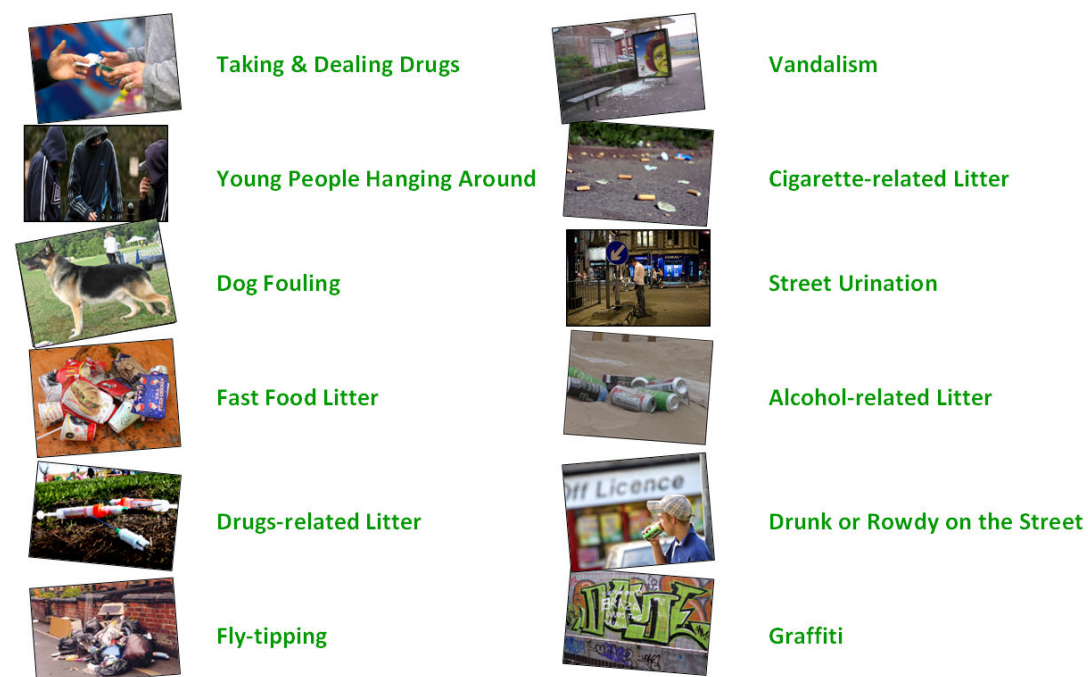 Taking & Dealing Drugs
Vandalism
Young People Hanging Around
Cigarette-related Litter
Dog Fouling
Street Urination
Fast Food Litter
Alcohol-related Litter
Off Licence
Drugs-related Litter
Drunk or Rowdy on the Street
Fly-tipping
Graffiti